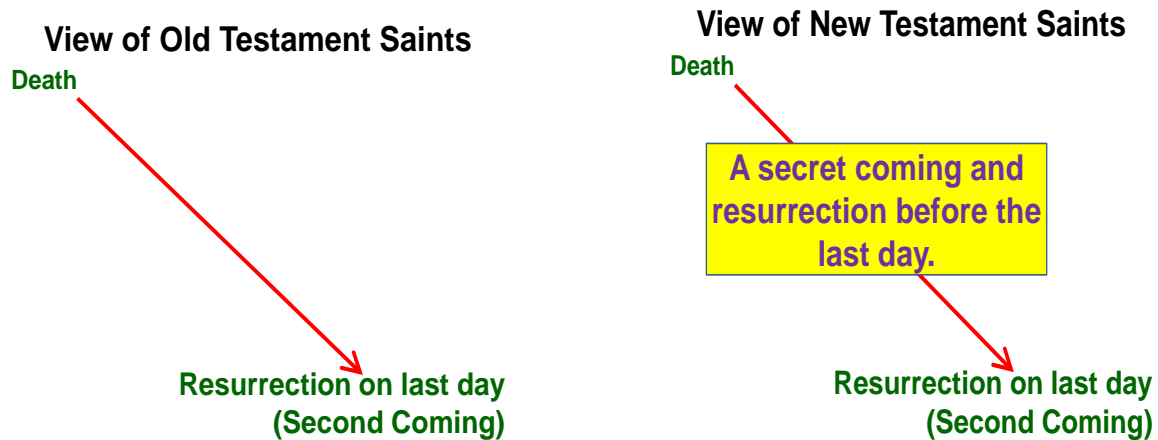 View of Old Testament Saints
Death
Resurrection on last day
(Second Coming)
View of New Testament Saints
Death
A secret coming and
resurrection before the
last day.
Resurrection on last day
(Second Coming)